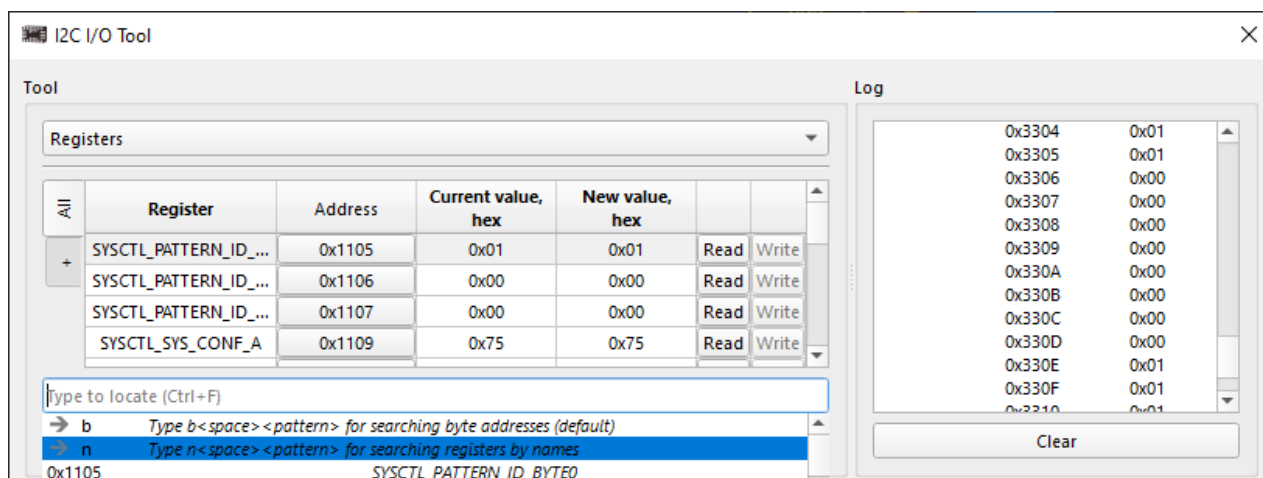 I2C I/O Tool
Tool
Registers
All
+
Register Address Current value, hex New value, hex
SYSCTL_PATTERN_ID_... 0x1105 0x01 0x01 Read Write
SYSCTL_PATTERN_ID_... 0x1106 0x00 0x00 Read Write
SYSCTL_PATTERN_ID_... 0x1107 0x00 0x00 Read Write
SYSCTL_SYS_CONF_A 0x1109 0x75 0x75 Read Write
Type to locate (Ctrl+F)
b Type b<space><pattern> for searching byte addresses (default)
n Type n<space><pattern> for searching registers by names
0x1105 SYSCTL_PATTERN_ID_BYTE0
Log
0x3304 0x01
0x3305 0x01
0x3306 0x00
0x3307 0x00
0x3308 0x00
0x3309 0x00
0x330A 0x00
0x330B 0x00
0x330C 0x00
0x330D 0x00
0x330E 0x01
0x330F 0x01
0x3310 0x01
Clear